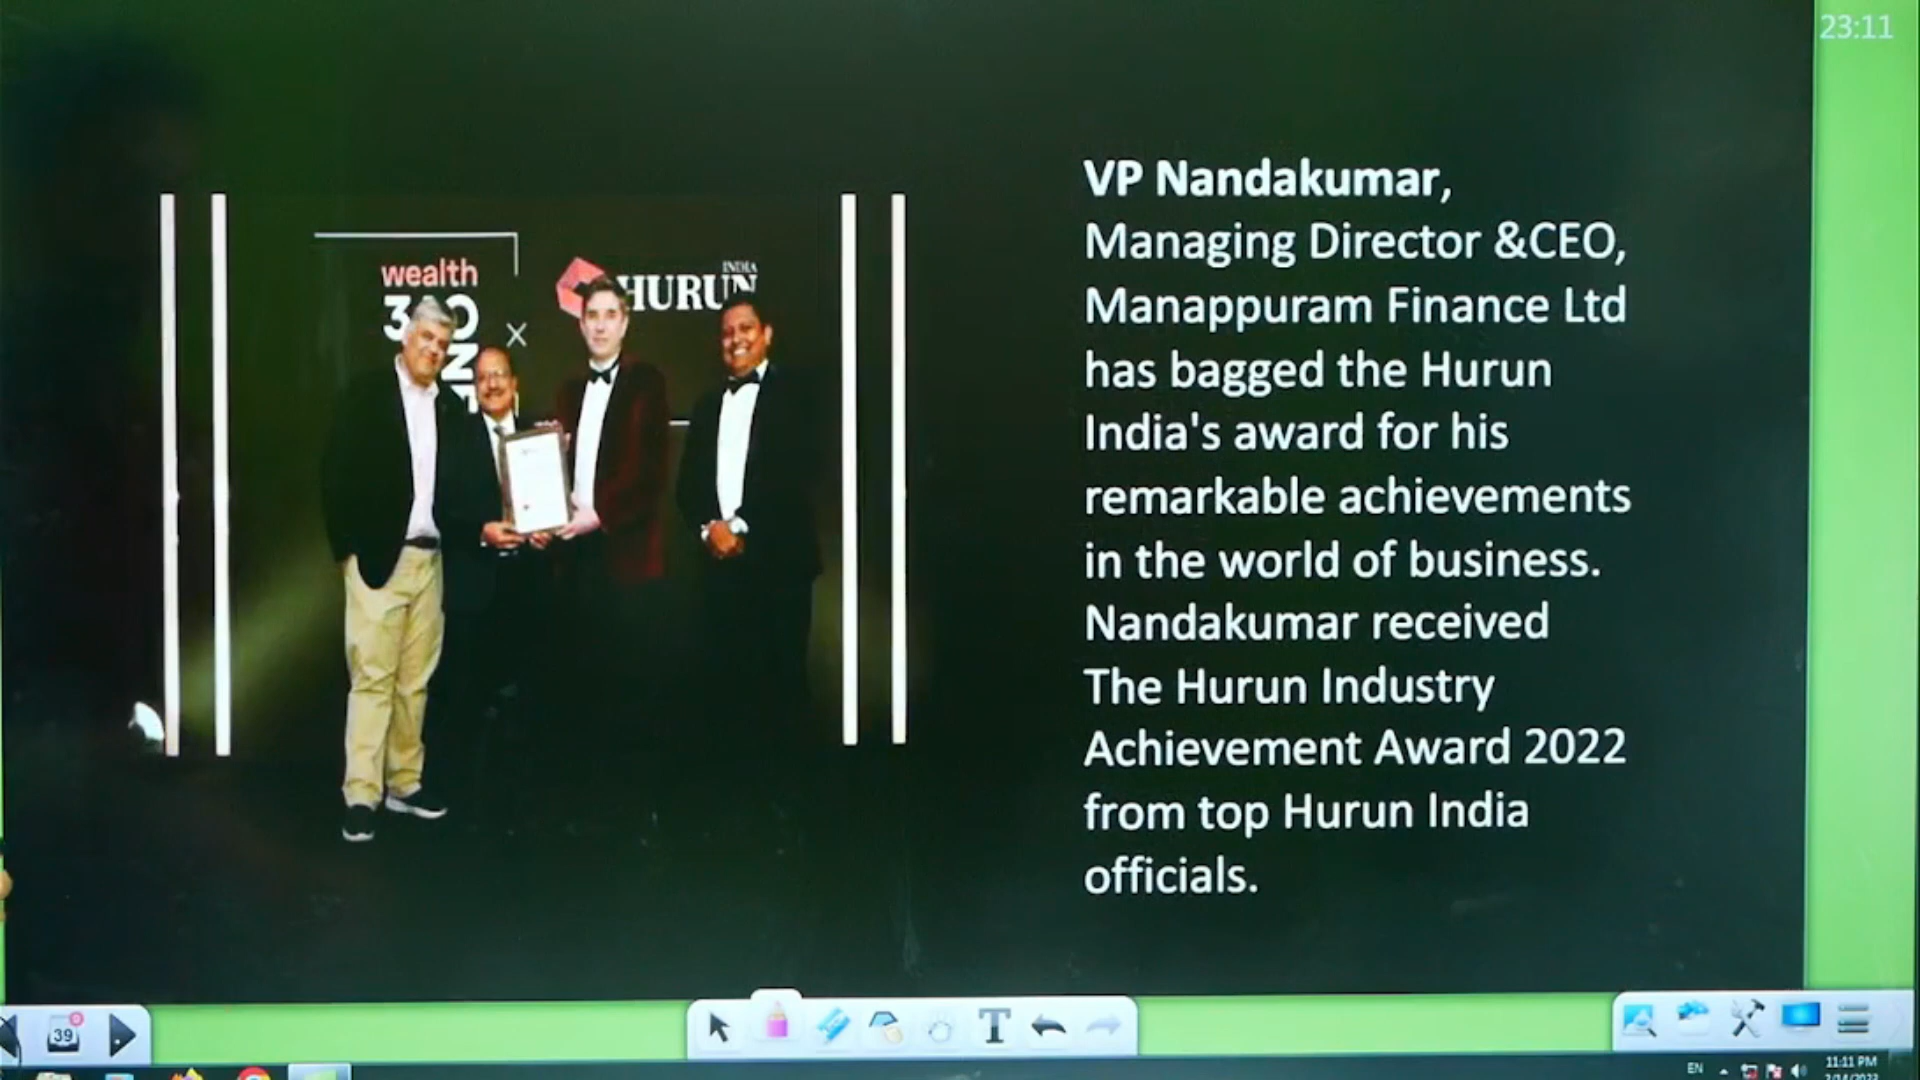 23:11
VP Nandakumar,
Managing Director &CEO,
Manappuram Finance Ltd
has bagged the Hurun
India's award for his
remarkable achievements
in the world of business.
Nandakumar received
The Hurun Industry
Achievement Award 2022
from top Hurun India
officials.
wealth
INDIA
HURUN
X
39
T
EN
11:11 PM